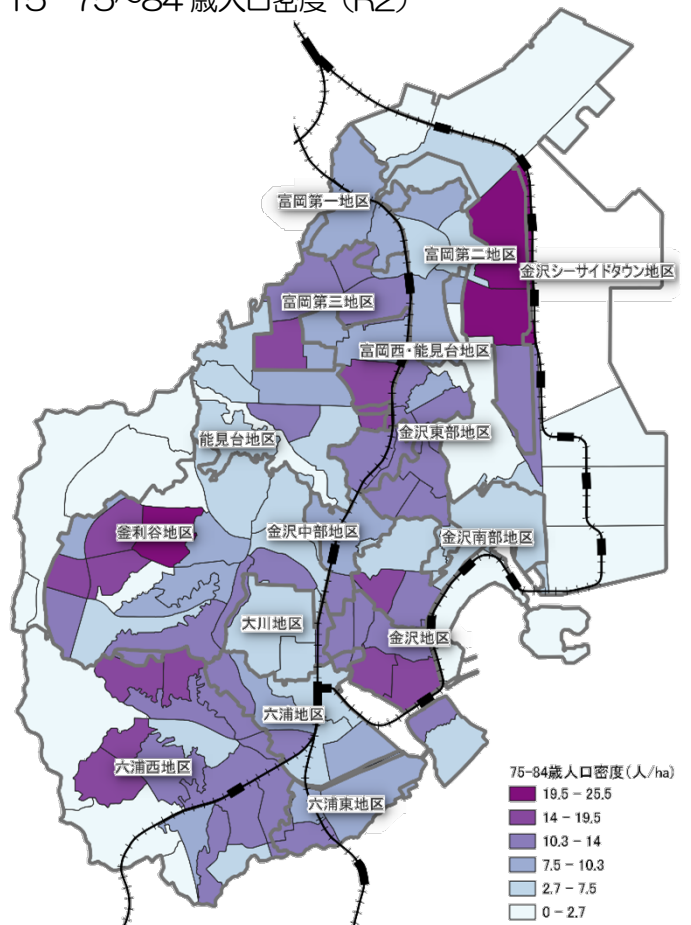 15 75~84 歳人口密度 (R2)
富岡第一地区
富岡第二地区
金沢シーサイドタウン地区
富岡第三地区
富岡西・能見台地区
能見台地区
金沢東部地区
釜利谷地区
金沢中部地区
金沢南部地区
大川地区
金沢地区
六浦地区
六浦西地区
六浦東地区
75-84歳人口密度(人/ha)
19.5 - 25.5
14 - 19.5
10.3 - 14
7.5 - 10.3
2.7 - 7.5
0 - 2.7